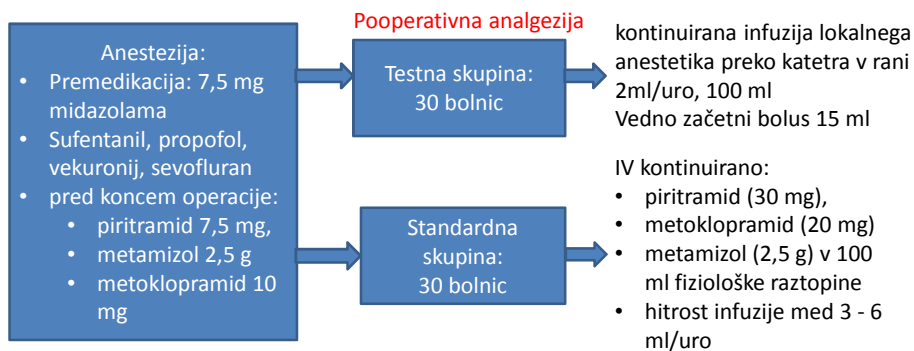 Pooperativna analgezija
Anestezija:
• Premedikacija: 7,5 mg
midazolama
• Sufentanil, propofol,
vekuronij, sevofluran
• pred koncem operacije:
• piritramid 7,5 mg,
• metamizol 2,5 g
• metoklopramid 10
mg
Testna skupina:
30 bolnic
kontinuirana infuzija lokalnega
anestetika preko katetra v rani
2ml/uro, 100 ml
Vedno začetni bolus 15 ml
Standardna
skupina:
30 bolnic
IV kontinuirano:
• piritramid (30 mg),
• metoklopramid (20 mg)
• metamizol (2,5 g) v 100
ml fiziološke raztopine
• hitrost infuzije med 3 - 6
ml/uro